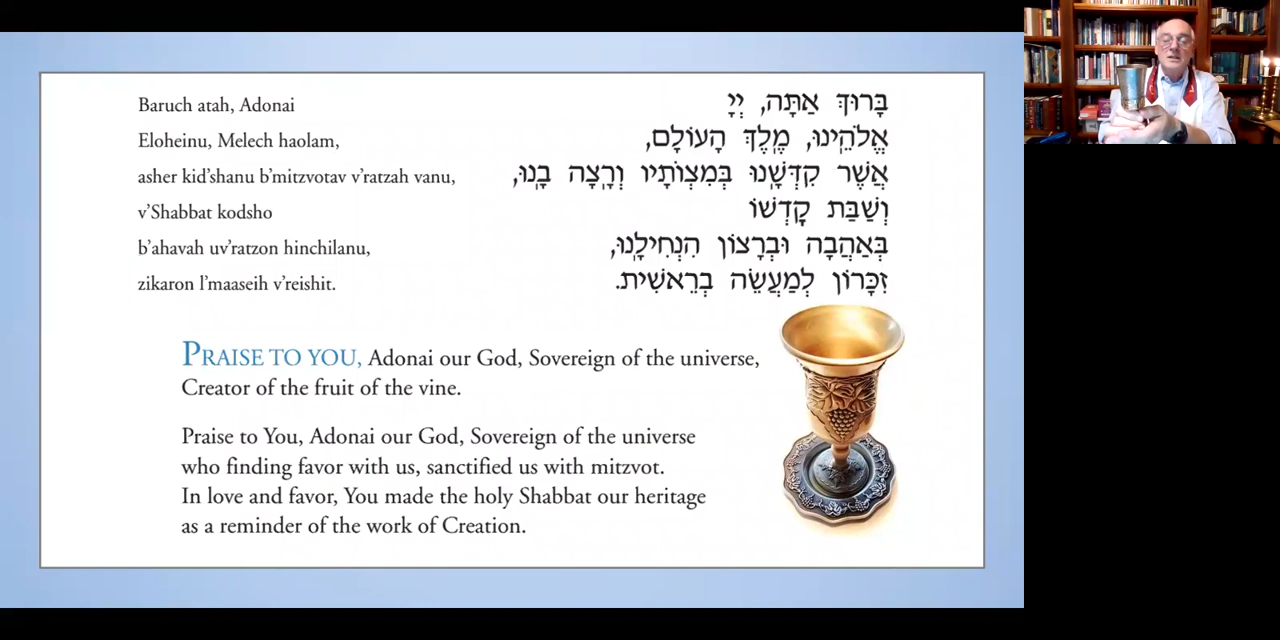 Baruch atah, Adonai
Eloheinu, Melech haolam,
asher kid'shanu b'mitzvotav v'ratzah vanu,
v'Shabbat kodsho
b'ahavah uv'ratzon hinchilanu,
zikaron l'maaseih v'reishit.
בָּרוּךְ אַתָּה, יְיָ
אֱלֹהֵֽינוּ, מֶֽלֶךְ הָעוֹלָם,
אֲשֶׁר קִדְּשָֽׁנוּ בְּמִצְוֹתָיו וְרָֽצָה בָֽנוּ,
וְשַׁבַּת קָדְשׁוֹ
בְּאַהֲבָה וּבְרָצוֹן הִנְחִילָֽנוּ,
זִכָּרוֹן לְמַעֲשֵׂה בְרֵאשִׁית.
PRAISE TO YOU, Adonai our God, Sovereign of the universe,
Creator of the fruit of the vine.
Praise to You, Adonai our God, Sovereign of the universe
who finding favor with us, sanctified us with mitzvot.
In love and favor, You made the holy Shabbat our heritage
as a reminder of the work of Creation.